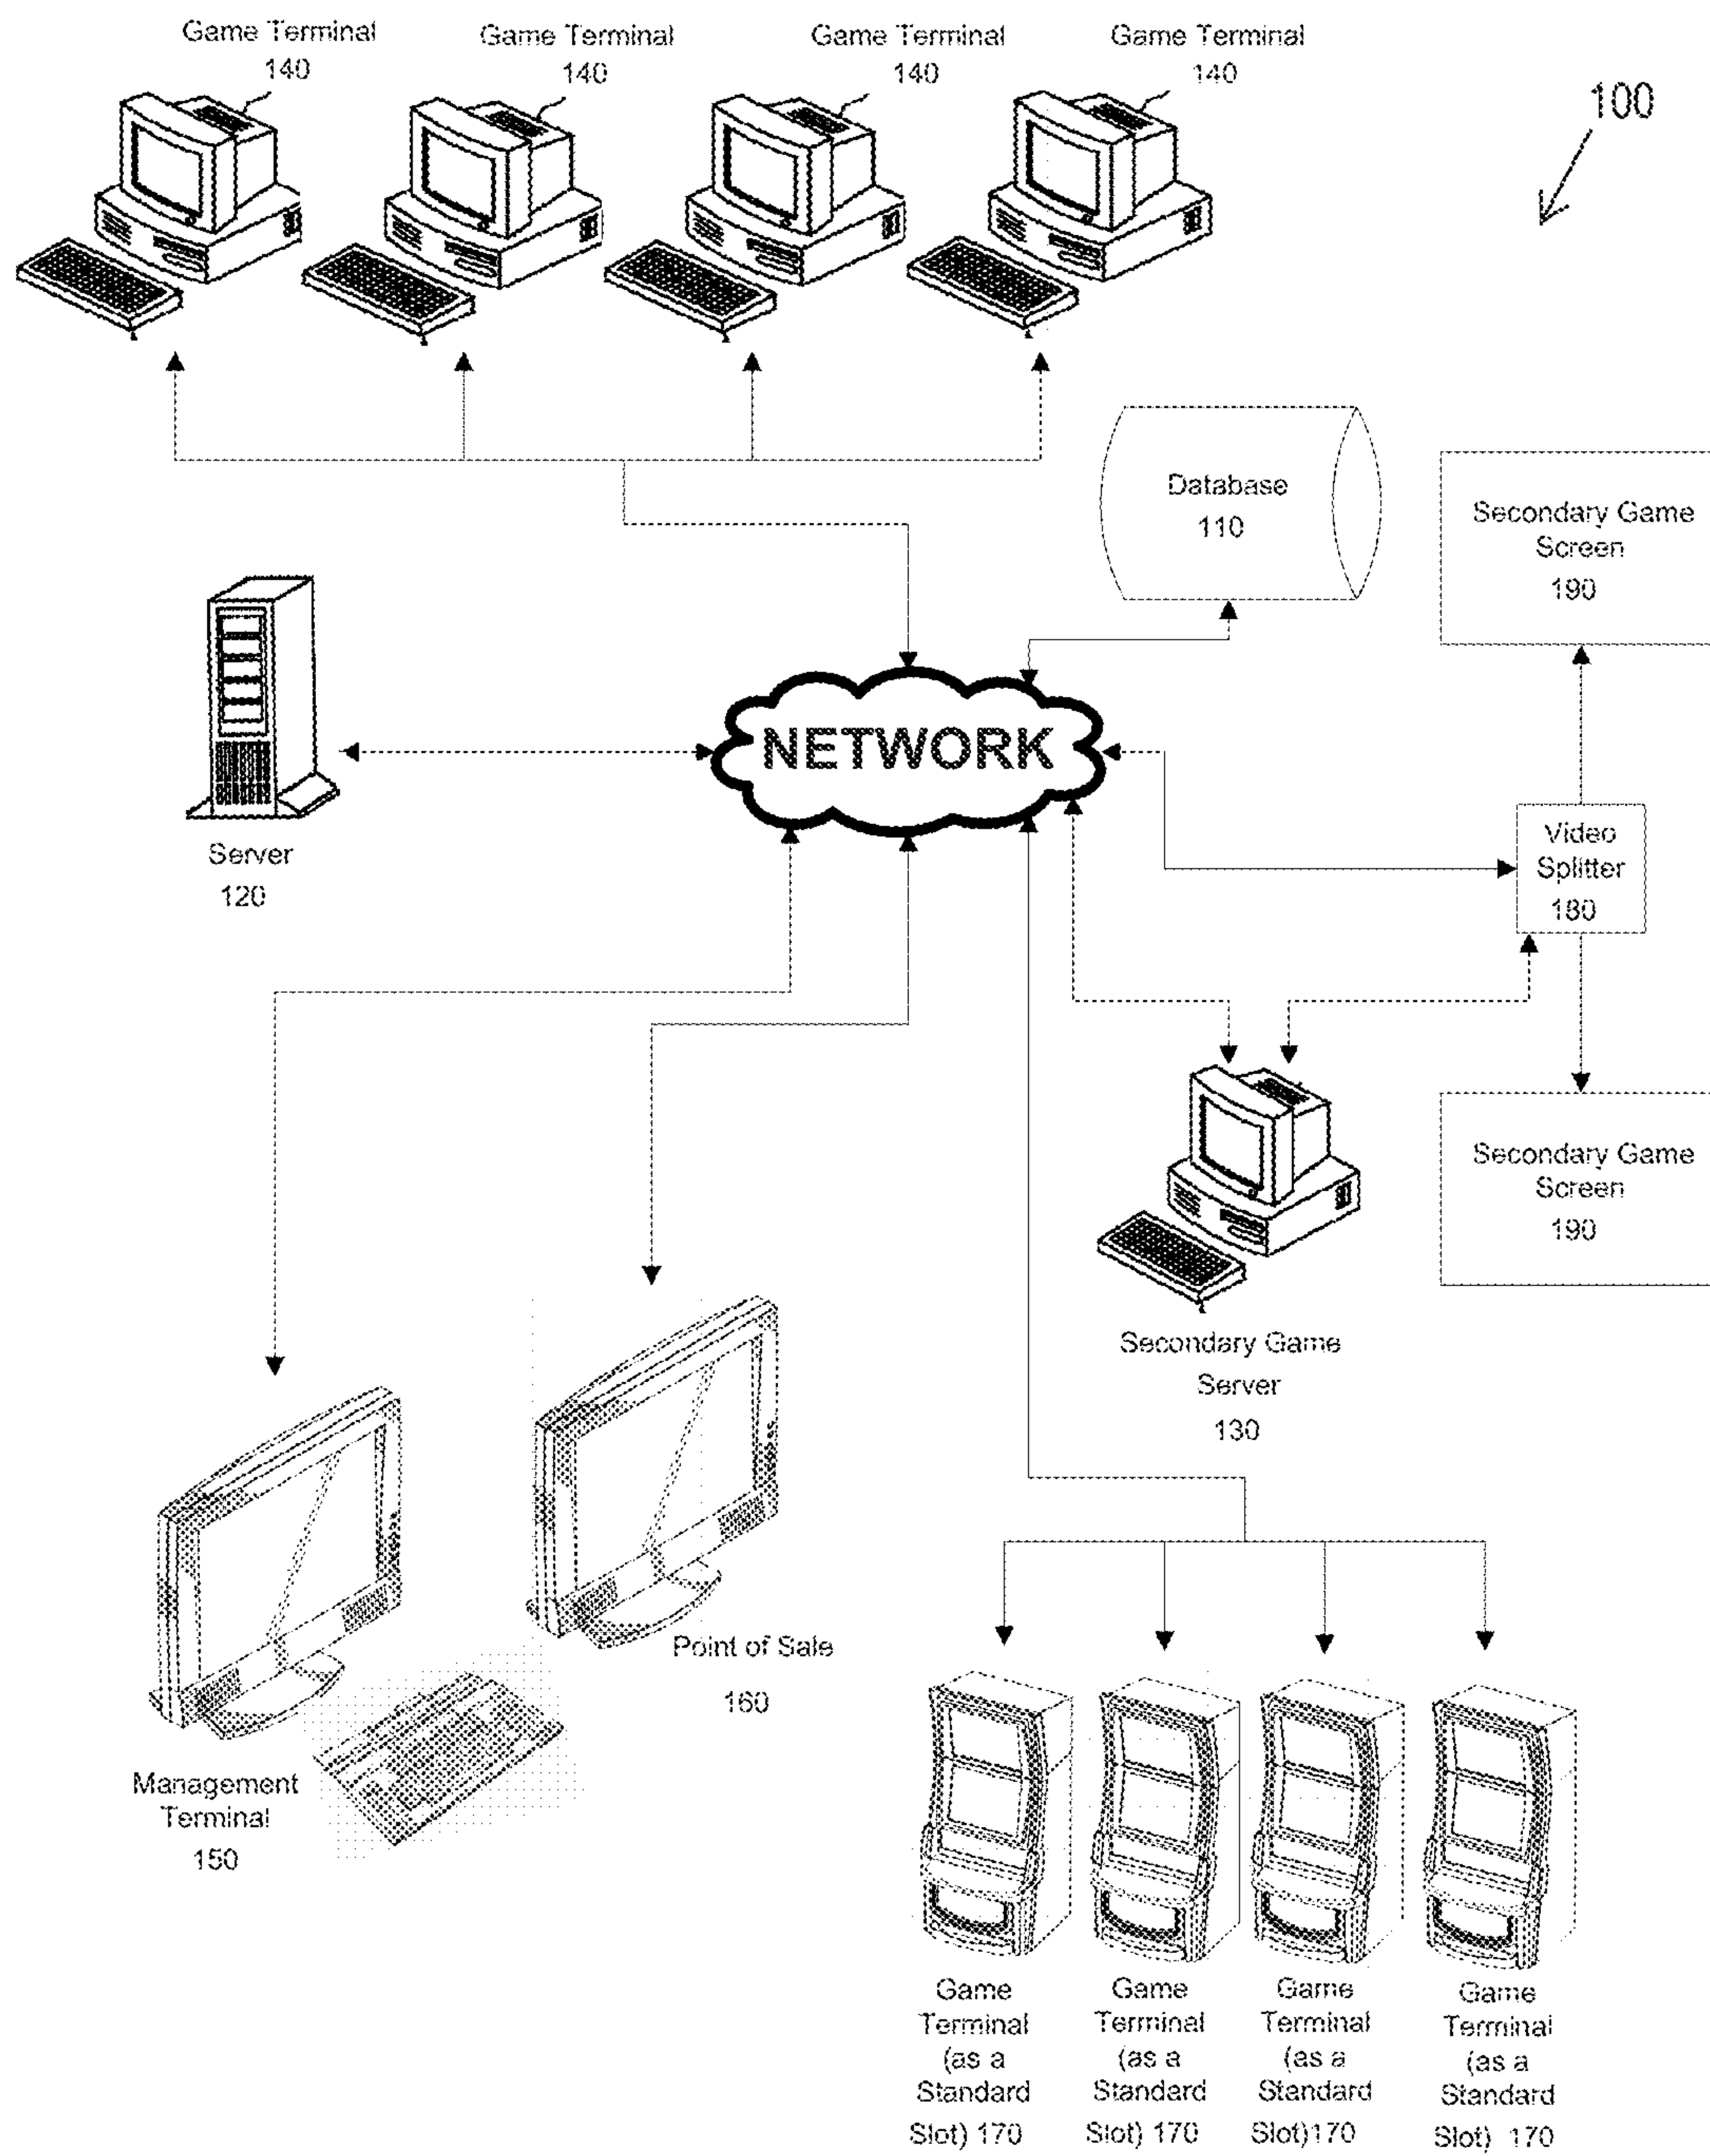 Game Terminal
140
Game Terminal
140
Game Terminal
140
Game Terminal
140
100
Database
110
Secondary Game
Screen
190
NETWORK
Server
120
Video
Splitter
180
Secondary Game
Screen
190
Secondary Game
Server
130
Point of Sale
160
Management
Terminal
150
Game
Terminal
(as a
Standard
Slot) 170
Game
Terminal
(as a
Standard
Slot) 170
Game
Terminal
(as a
Standard
Slot)170
Game
Terminal
(as a
Standard
Slot) 170